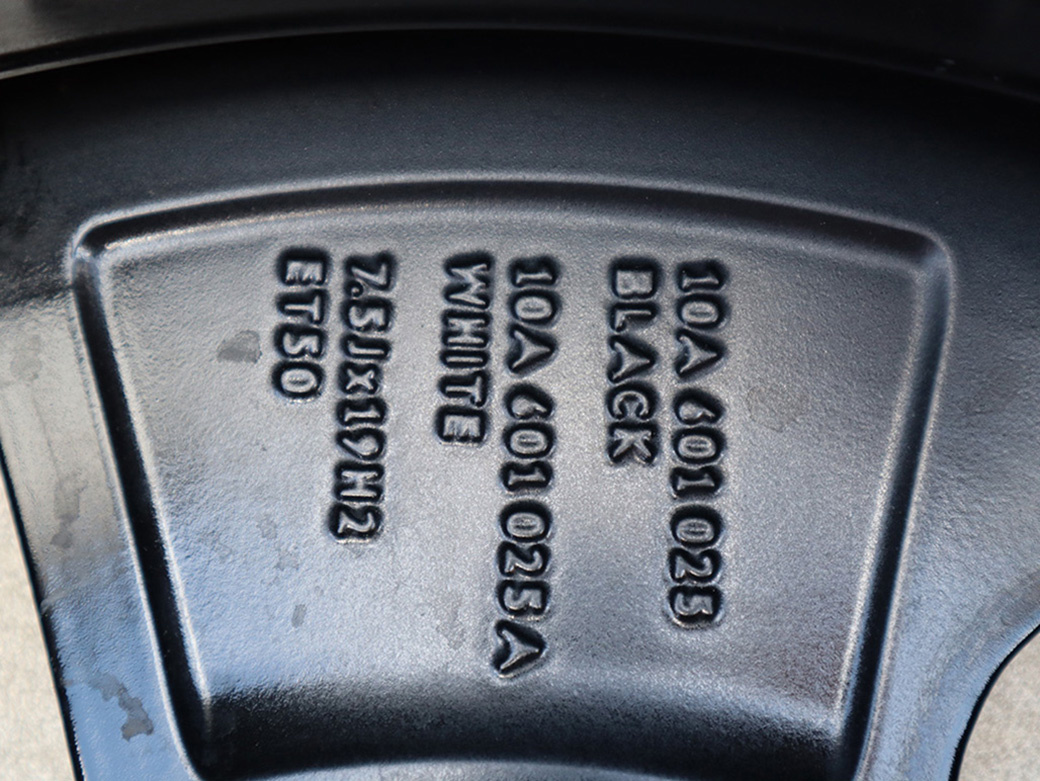 10A 601 025
BLACK
10A 601 025A
WHITE
7.5Jx19H2
ET50